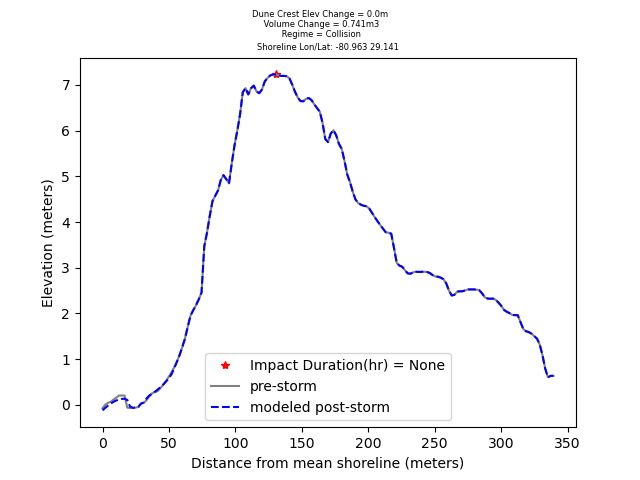 Dune Crest Elev Change = 0.0m
Volume Change = 0.741m3
Regime = Collision
Shoreline Lon/Lat: -80.963 29.141
7
6
5
4
3
2
1
0
Elevation (meters)
Impact Duration(hr) = None
pre-storm
modeled post-storm
0 50 100 150 200 250 300 350
Distance from mean shoreline (meters)